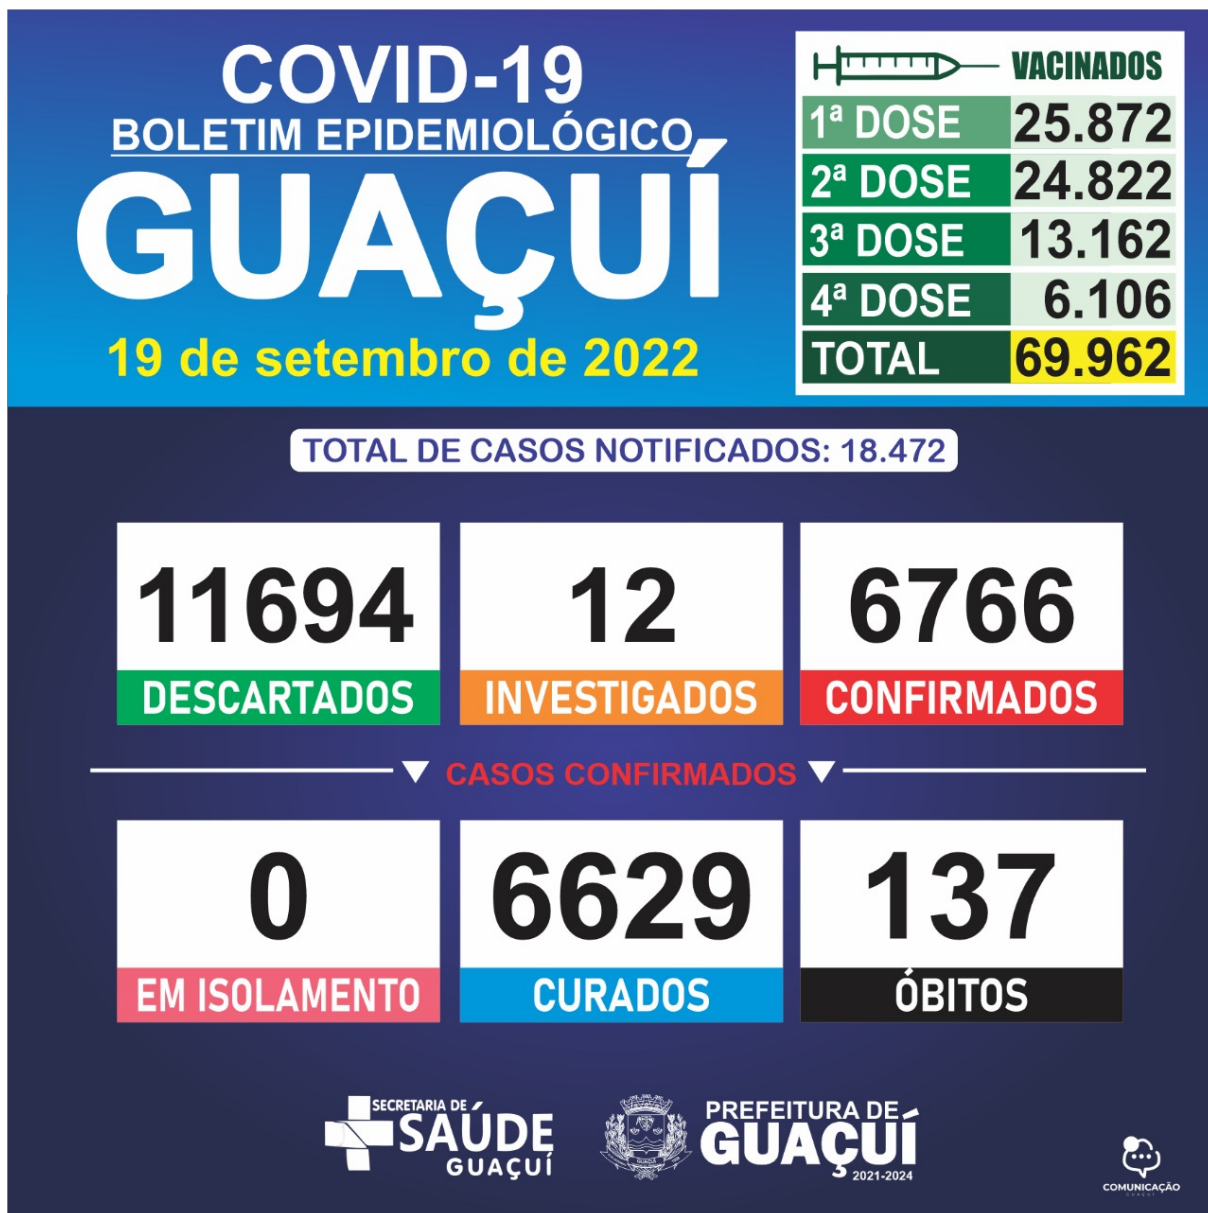 COVID-19
BOLETIM EPIDEMIOLÓGICO
GUAÇUÍ
19 de setembro de 2022
VACINADOS
1ª DOSE 25.872
2ª DOSE 24.822
3ª DOSE 13.162
4ª DOSE 6.106
TOTAL 69.962
TOTAL DE CASOS NOTIFICADOS: 18.472
11694
DESCARTADOS
12
INVESTIGADOS
6766
CONFIRMADOS
CASOS CONFIRMADOS
0
EM ISOLAMENTO
6629
CURADOS
137
ÓBITOS
SECRETARIA DE
SAÚDE
GUAÇUÍ
GUAÇUÍ
PREFEITURA DE
GUAÇUÍ
2021-2024
COMUNICAÇÃO
GUAÇUÍ